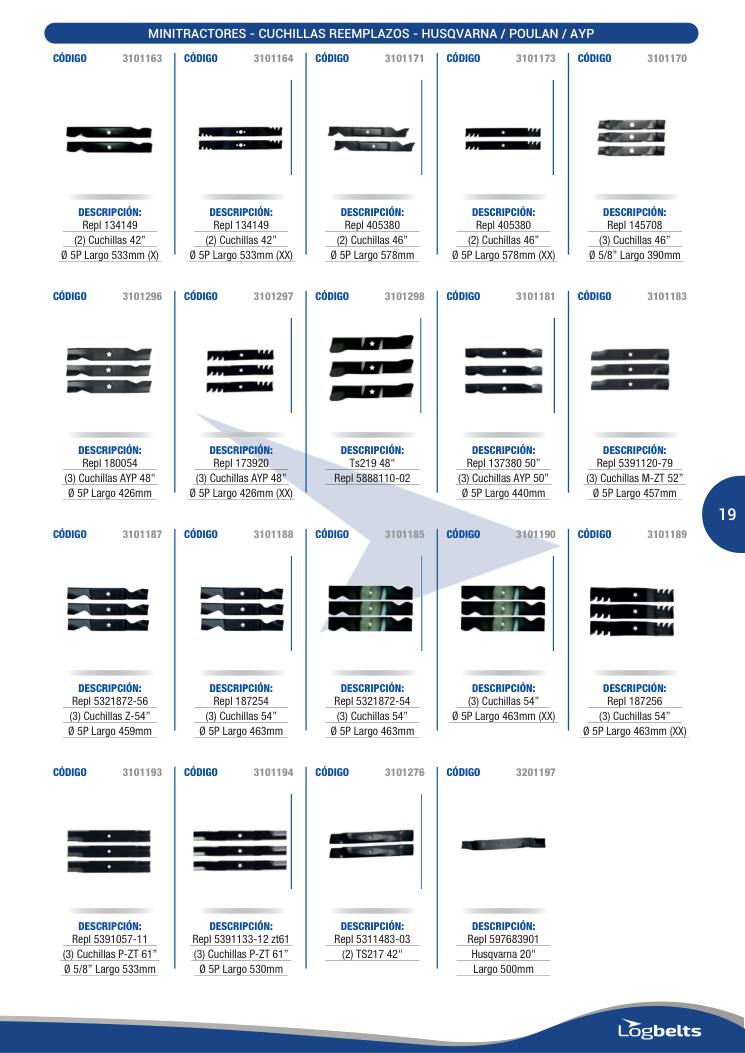 MINITRACTORES - CUCHILLAS REEMPLAZOS - HUSQVARNA / POULAN / AYP
CÓDIGO 3101163
DESCRIPCIÓN:
Repl 134149
(2) Cuchillas 42”
Ø 5P Largo 533mm (X)
CÓDIGO 3101164
DESCRIPCIÓN:
Repl 134149
(2) Cuchillas 42”
Ø 5P Largo 533mm (XX)
CÓDIGO 3101171
DESCRIPCIÓN:
Repl 405380
(2) Cuchillas 46”
Ø 5P Largo 578mm
CÓDIGO 3101173
DESCRIPCIÓN:
Repl 405380
(2) Cuchillas 46”
Ø 5P Largo 578mm (XX)
CÓDIGO 3101170
DESCRIPCIÓN:
Repl 145708
(3) Cuchillas 46”
Ø 5/8” Largo 390mm
CÓDIGO 3101296
DESCRIPCIÓN:
Repl 180054
(3) Cuchillas AYP 48"
Ø 5P Largo 426mm
CÓDIGO 3101297
DESCRIPCIÓN:
Repl 173920
(3) Cuchillas AYP 48”
Ø 5P Largo 426mm (XX)
CÓDIGO 3101298
DESCRIPCIÓN:
Ts219 48"
Repl 5888110-02
CÓDIGO 3101181
DESCRIPCIÓN:
Repl 137380 50”
(3) Cuchillas AYP 50”
Ø 5P Largo 440mm
CÓDIGO 3101183
DESCRIPCIÓN:
Repl 5391120-79
(3) Cuchillas M-ZT 52”
Ø 5P Largo 457mm
19
CÓDIGO 3101187
DESCRIPCIÓN:
Repl 5321872-56
(3) Cuchillas Z-54”
Ø 5P Largo 459mm
CÓDIGO 3101188
DESCRIPCIÓN:
Repl 187254
(3) Cuchillas 54”
Ø 5P Largo 463mm
CÓDIGO 3101185
DESCRIPCIÓN:
Repl 5321872-54
(3) Cuchillas 54”
Ø 5P Largo 463mm
CÓDIGO 3101190
DESCRIPCIÓN:
(3) Cuchillas 54”
Ø 5P Largo 463mm (XX)
CÓDIGO 3101189
DESCRIPCIÓN:
Repl 187256
(3) Cuchillas 54”
Ø 5P Largo 463mm (XX)
CÓDIGO 3101193
DESCRIPCIÓN:
Repl 5391057-11
(3) Cuchillas P-ZT 61”
Ø 5/8” Largo 533mm
CÓDIGO 3101194
DESCRIPCIÓN:
Repl 5391133-12 zt61
(3) Cuchillas P-ZT 61”
Ø 5P Largo 530mm
CÓDIGO 3101276
DESCRIPCIÓN:
Repl 5311483-03
(2) TS217 42"
CÓDIGO 3201197
DESCRIPCIÓN:
Repl 597683901
Husqvarna 20"
Largo 500mm
Logbelts